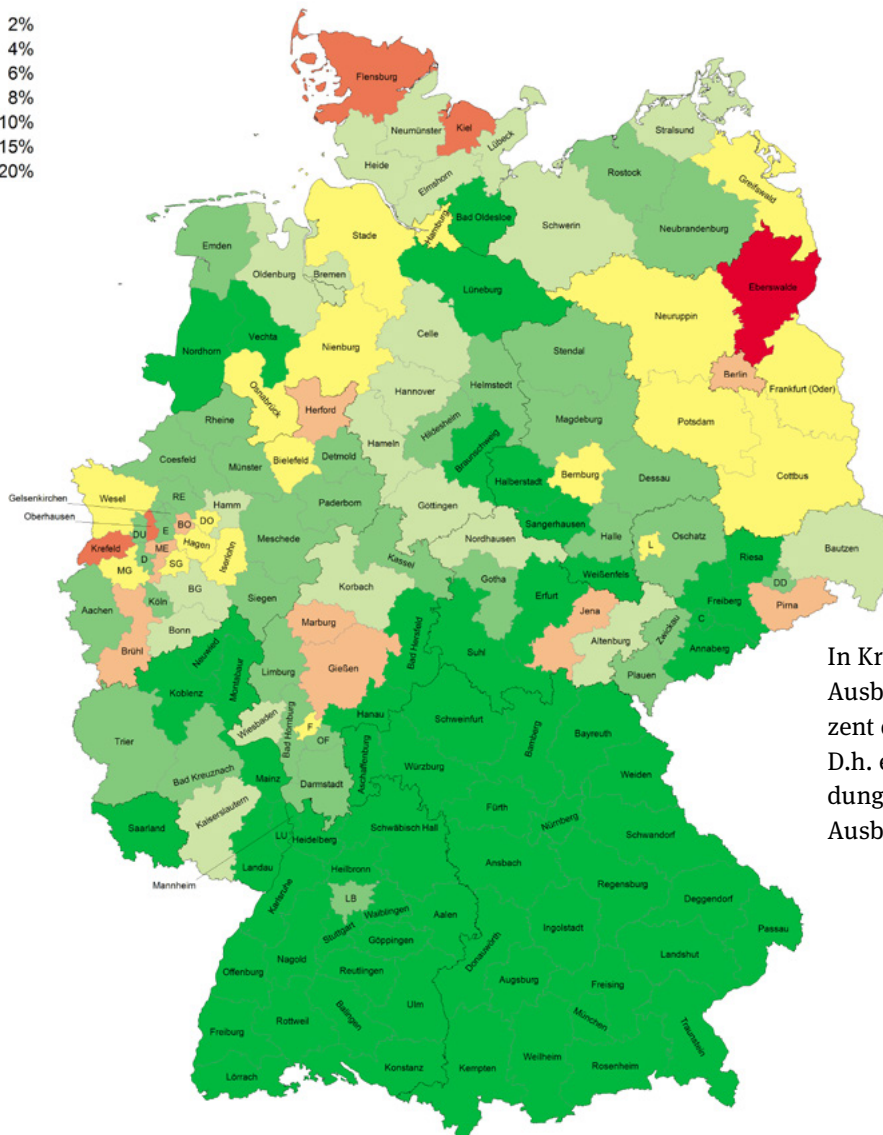 2%
4%
6%
8%
10%
15%
20%
Flensburg
Kiel
Neumünster
Lübeck
Heide
Elmshorn
Stralsund
Rostock
Greifswald
Bad Oldesloe
Hamburg
Schwerin
Neubrandenburg
Stade
Emden
Oldenburg
Bremen
Lüneburg
Eberswalde
Neuruppin
Nordhorn
Vechta
Nienburg
Celle
Stendal
Berlin
Frankfurt (Oder)
Osnabrück
Herford
Hannover
Helmstedt
Hildesheim
Magdeburg
Potsdam
Rheine
Hameln
Braunschweig
Coesfeld
Münster
Bielefeld
Detmold
Halberstadt
Bernburg
Dessau
Cottbus
Gelsenkirchen
Wesel
RE
Hamm
Paderborn
Göttingen
Sangerhausen
Oberhausen
DU
E
BO
DO
Krefeld
ME
Hagen
Iserlohn
Meschede
Nordhausen
Halle
Oschatz
L
Bautzen
MG
D
SG
Kassel
Weißenfels
Riesa
Aachen
Köln
BG
Siegen
Korbach
Gotha
Erfurt
DD
Bonn
Marburg
Jena
Altenburg
Zwickau
Freiberg
C
Pirna
Brühl
Neuwied
Montabaur
Gießen
Bad Hersfeld
Suhl
Plauen
Annaberg
Koblenz
Limburg
Wiesbaden
Bad Homburg
F
OF
Hanau
Schweinfurt
Bamberg
Bayreuth
Trier
Bad Kreuznach
Mainz
Darmstadt
Aschaffenburg
Würzburg
Weiden
Saarland
Kaiserslautern
LU
Heidelberg
Schwäbisch Hall
Fürth
Nürnberg
Schwandorf
Landau
Mannheim
Karlsruhe
Heilbronn
Ansbach
Regensburg
LB
Waiblingen
Stuttgart
Aalen
Göppingen
Donauwörth
Ingolstadt
Deggendorf
Passau
Landshut
Offenburg
Nagold
Reutlingen
Augsburg
Freising
Rottweil
Balingen
Ulm
München
Freiburg
Traunstein
Lörrach
Konstanz
Kempten
Weilheim
Rosenheim
In Kr
Ausb
zent d
D.h. e
dung
Ausb